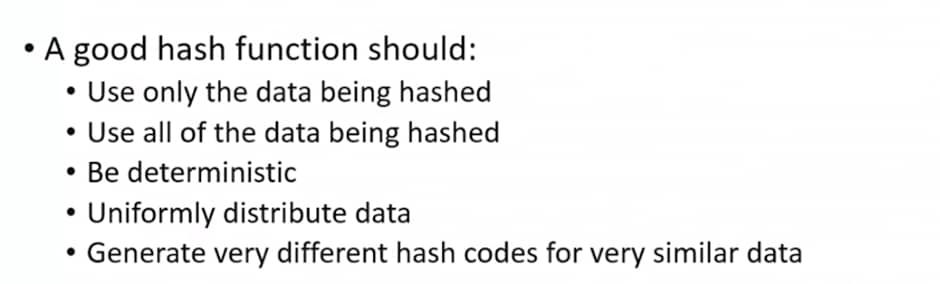 • A good hash function should:
• Use only the data being hashed
• Use all of the data being hashed
• Be deterministic
• Uniformly distribute data
• Generate very different hash codes for very similar data